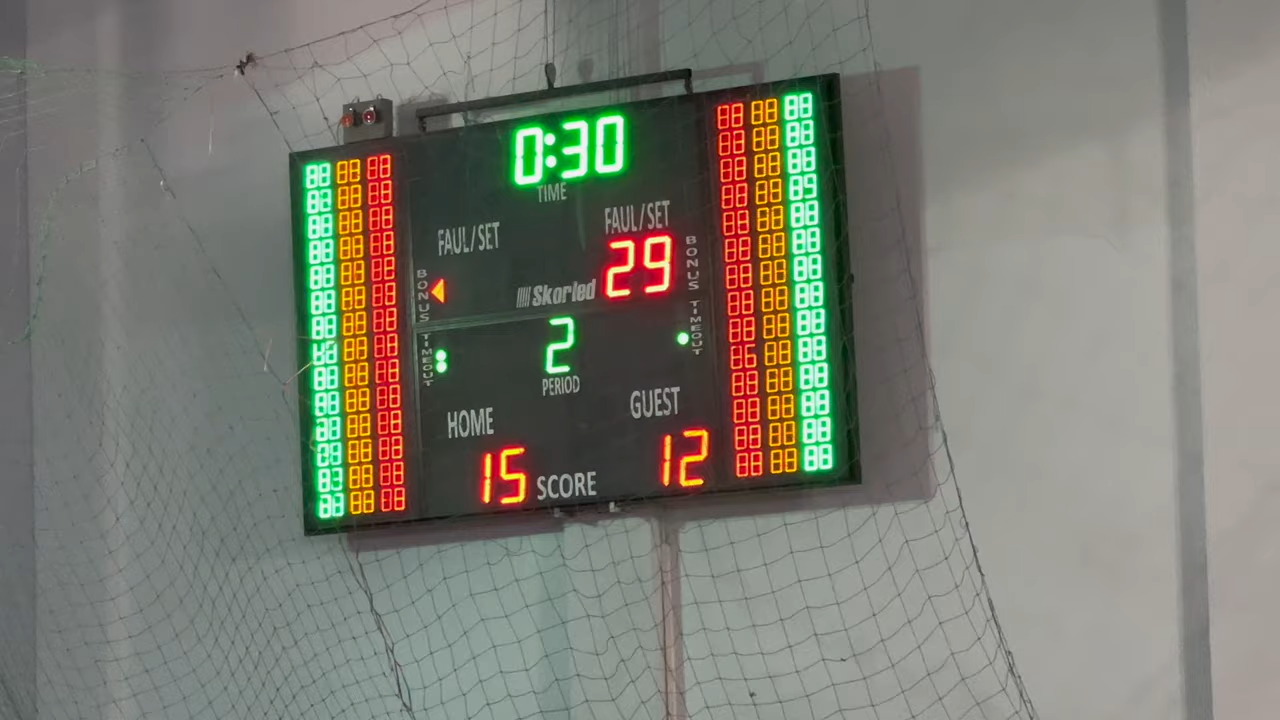 0:30
TIME
FAUL/SET
FAUL/SET
29
BONUS
BONUS
Skorled
2
PERIOD
TIMEOUT
TIMEOUT
HOME
GUEST
15
SCORE
12